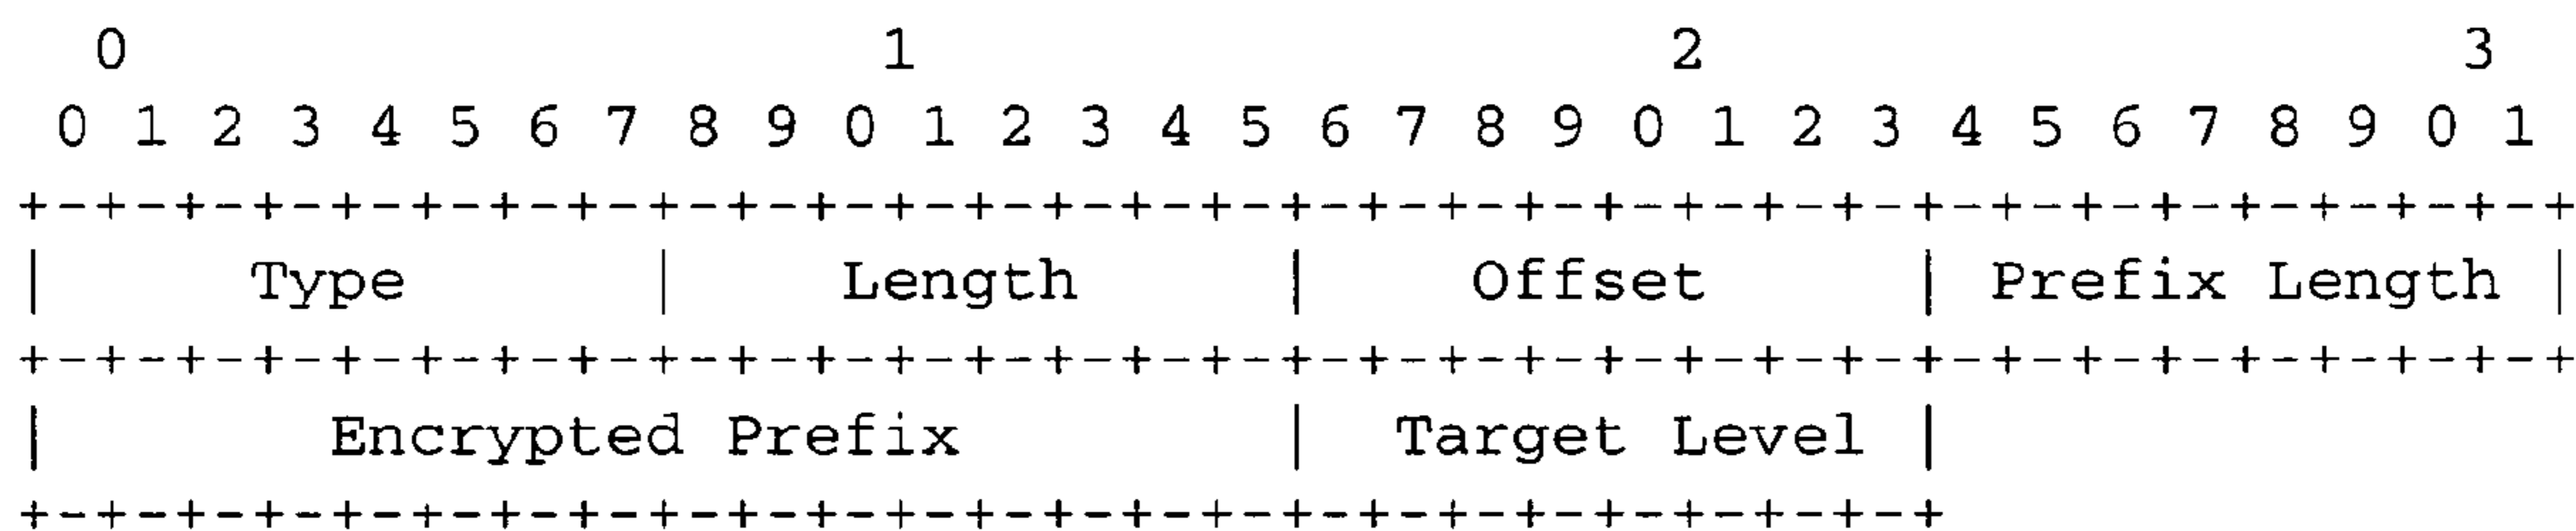 0                   1                   2                   3
 0 1 2 3 4 5 6 7 8 9 0 1 2 3 4 5 6 7 8 9 0 1 2 3 4 5 6 7 8 9 0 1
+-+-+-+-+-+-+-+-+-+-+-+-+-+-+-+-+-+-+-+-+-+-+-+-+-+-+-+-+-+-+-+-+
|     Type      |    Length     |    Offset     | Prefix Length |
+-+-+-+-+-+-+-+-+-+-+-+-+-+-+-+-+-+-+-+-+-+-+-+-+-+-+-+-+-+-+-+-+
|       Encrypted Prefix        |  Target Level |
+-+-+-+-+-+-+-+-+-+-+-+-+-+-+-+-+-+-+-+-+-+-+-+-+